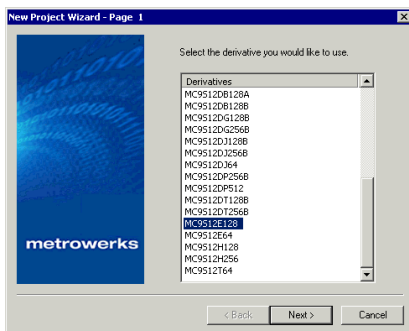 New Project Wizard - Page 1
Select the derivative you would like to use.
Derivatives
MC9S12DB128A
MC9S12DB128B
MC9S12DG128B
MC9S12DG256B
MC9S12DJ128B
MC9S12DJ256B
MC9S12DJ64
MC9S12DP256B
MC9S12DP512
MC9S12DT128B
MC9S12DT256B
MC9S12E128
MC9S12E64
MC9S12H128
MC9S12H256
MC9S12T64
metrowerks
< Back
Next >
Cancel